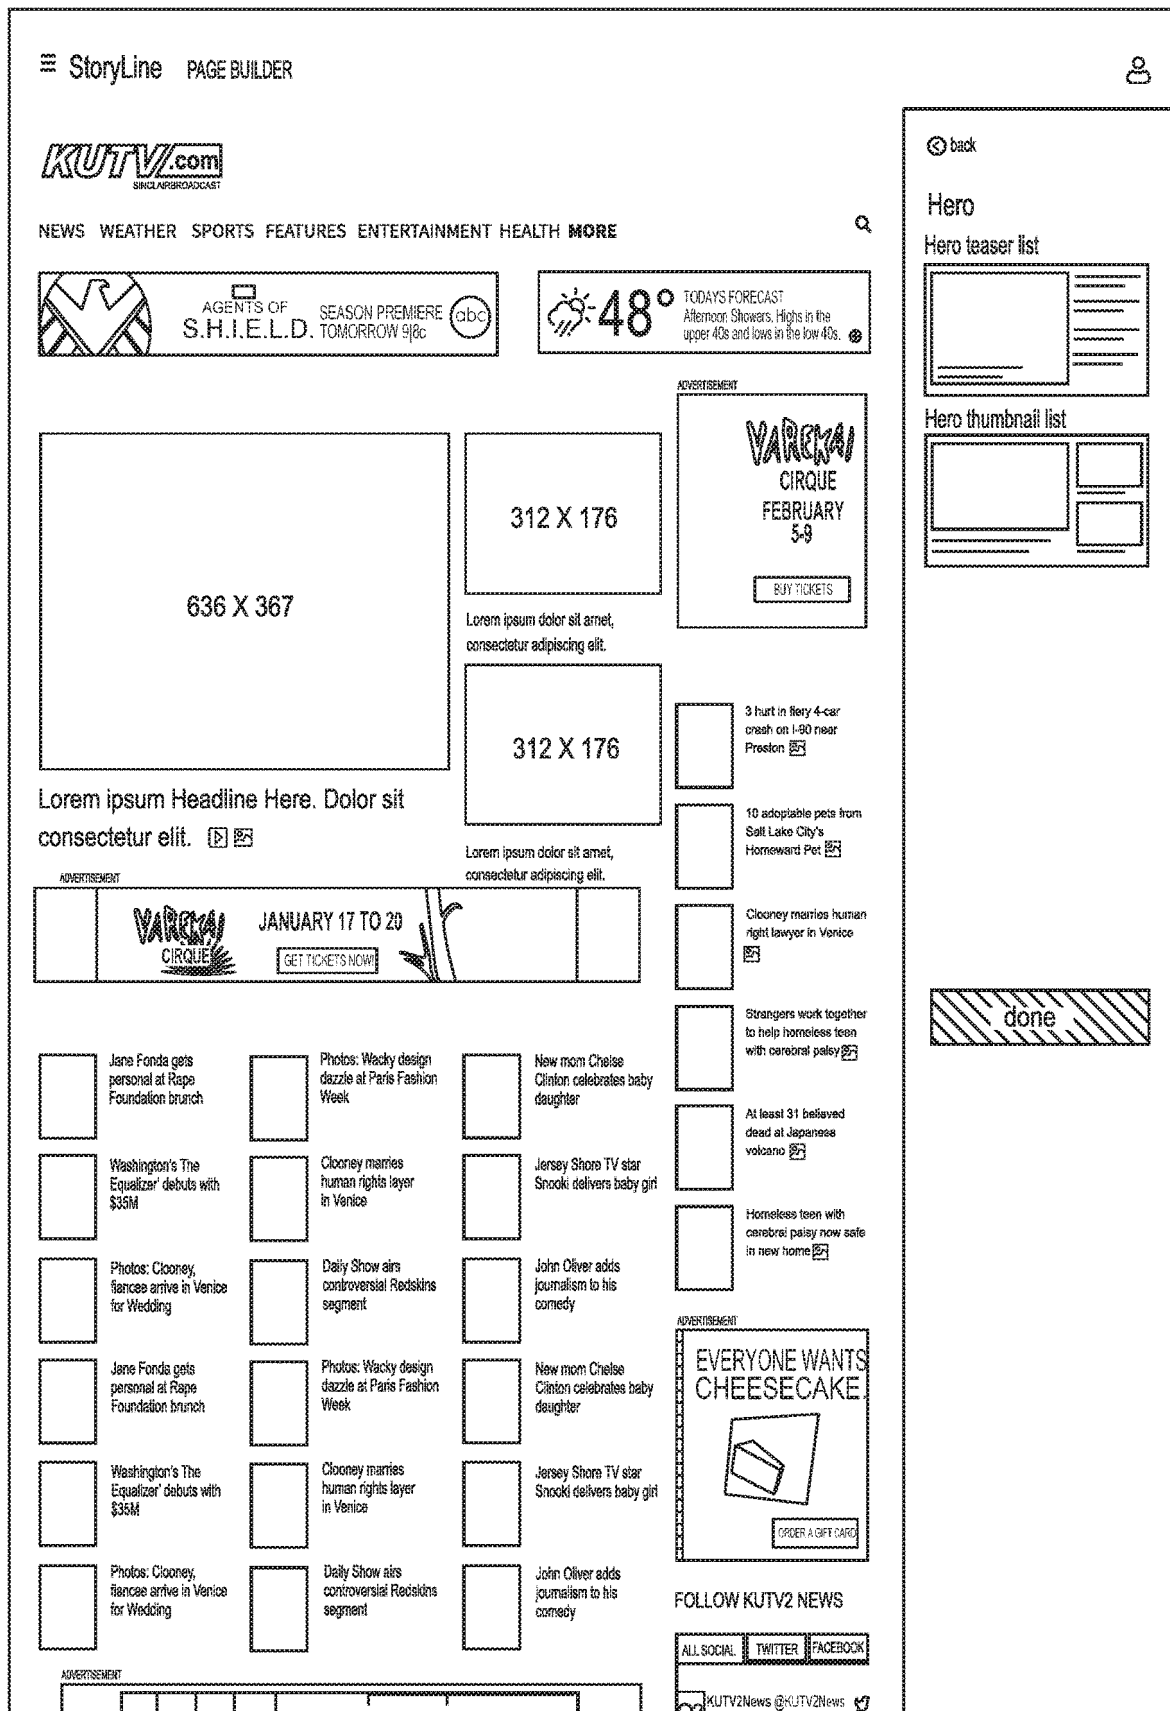 StoryLine PAGE BUILDER
KUTV.com
SINCLAIRBROADCAST
NEWS WEATHER SPORTS FEATURES ENTERTAINMENT HEALTH MORE
AGENTS OF
S.H.I.E.L.D.
SEASON PREMIERE
TOMORROW 9|8c
abc
48°
TODAYS FORECAST
Afternoon Showers. Highs in the
upper 40s and lows in the low 40s.
636 X 367
Lorem ipsum Headline Here. Dolor sit
consectetur elit.
312 X 176
Lorem ipsum dolor sit amet,
consectetur adipiscing elit.
312 X 176
Lorem ipsum dolor sit amet,
consectetur adipiscing elit.
ADVERTISEMENT
VAREKAI
CIRQUE
JANUARY 17 TO 20
GET TICKETS NOW!
Jane Fonda gets
personal at Rape
Foundation brunch
Photos: Wacky design
dazzle at Paris Fashion
Week
New mom Chelse
Clinton celebrates baby
daughter
Washington's The
Equalizer' debuts with
$35M
Clooney marries
human rights layer
in Venice
Jersey Shore TV star
Snooki delivers baby girl
Photos: Clooney,
fiancee arrive in Venice
for Wedding
Daily Show airs
controversial Redskins
segment
John Oliver adds
journalism to his
comedy
Jane Fonda gets
personal at Rape
Foundation brunch
Photos: Wacky design
dazzle at Paris Fashion
Week
New mom Chelse
Clinton celebrates baby
daughter
Washington's The
Equalizer' debuts with
$35M
Clooney marries
human rights layer
in Venice
Jersey Shore TV star
Snooki delivers baby girl
Photos: Clooney,
fiancee arrive in Venice
for Wedding
Daily Show airs
controversial Redskins
segment
John Oliver adds
journalism to his
comedy
ADVERTISEMENT
ADVERTISEMENT
VAREKAI
CIRQUE
FEBRUARY
5-9
BUY TICKETS
3 hurt in fiery 4-car
crash on I-90 near
Preston
10 adoptable pets from
Salt Lake City's
Homeward Pet
Clooney marries human
right lawyer in Venice
Strangers work together
to help homeless teen
with cerebral palsy
At least 31 believed
dead at Japanese
volcano
Homeless teen with
cerebral palsy now safe
in new home
ADVERTISEMENT
EVERYONE WANTS
CHEESECAKE.
ORDER A GIFT CARD
FOLLOW KUTV2 NEWS
ALL SOCIAL TWITTER FACEBOOK
KUTV2News @KUTV2News
back
Hero
Hero teaser list
Hero thumbnail list
done